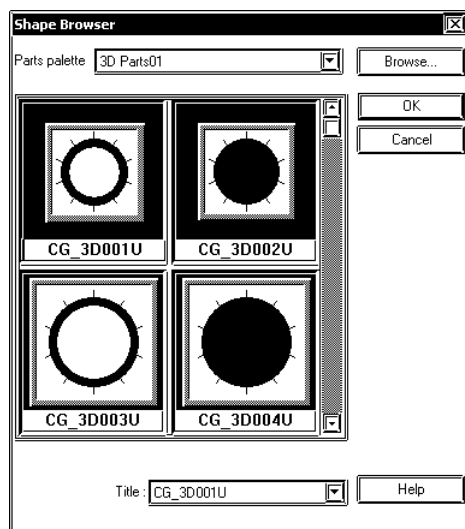 Shape Browser
Parts palette 3D Parts01 Browse...
OK
Cancel
CG_3D001U CG_3D002U
CG_3D003U CG_3D004U
Title : CG_3D001U Help